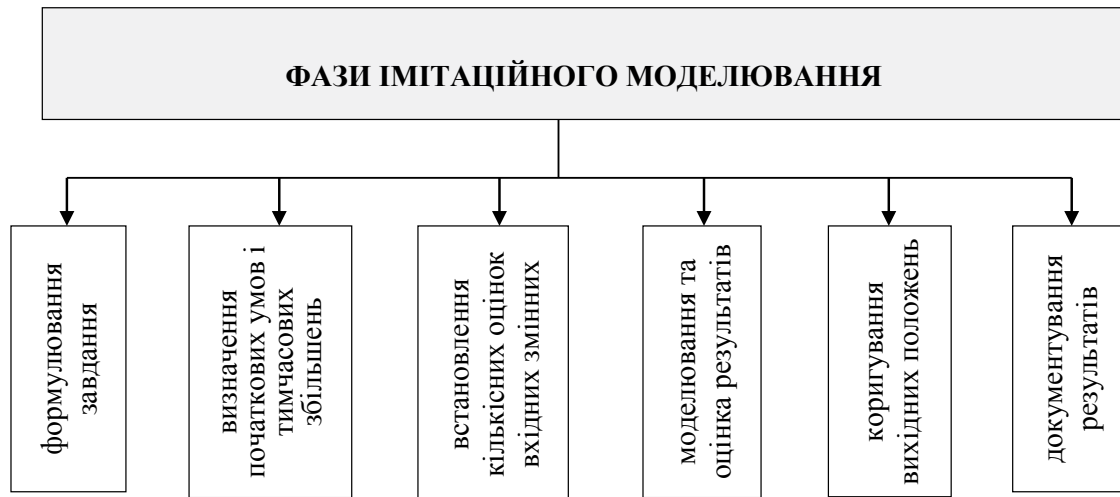 ФАЗИ ІМІТАЦІЙНОГО МОДЕЛЮВАННЯ
формулювання
завдання
визначення
початкових умов і
тимчасових
збільшень
встановлення
кількісних оцінок
вхідних змінних
моделювання та
оцінка результатів
коригування
вихідних положень
документування
результатів